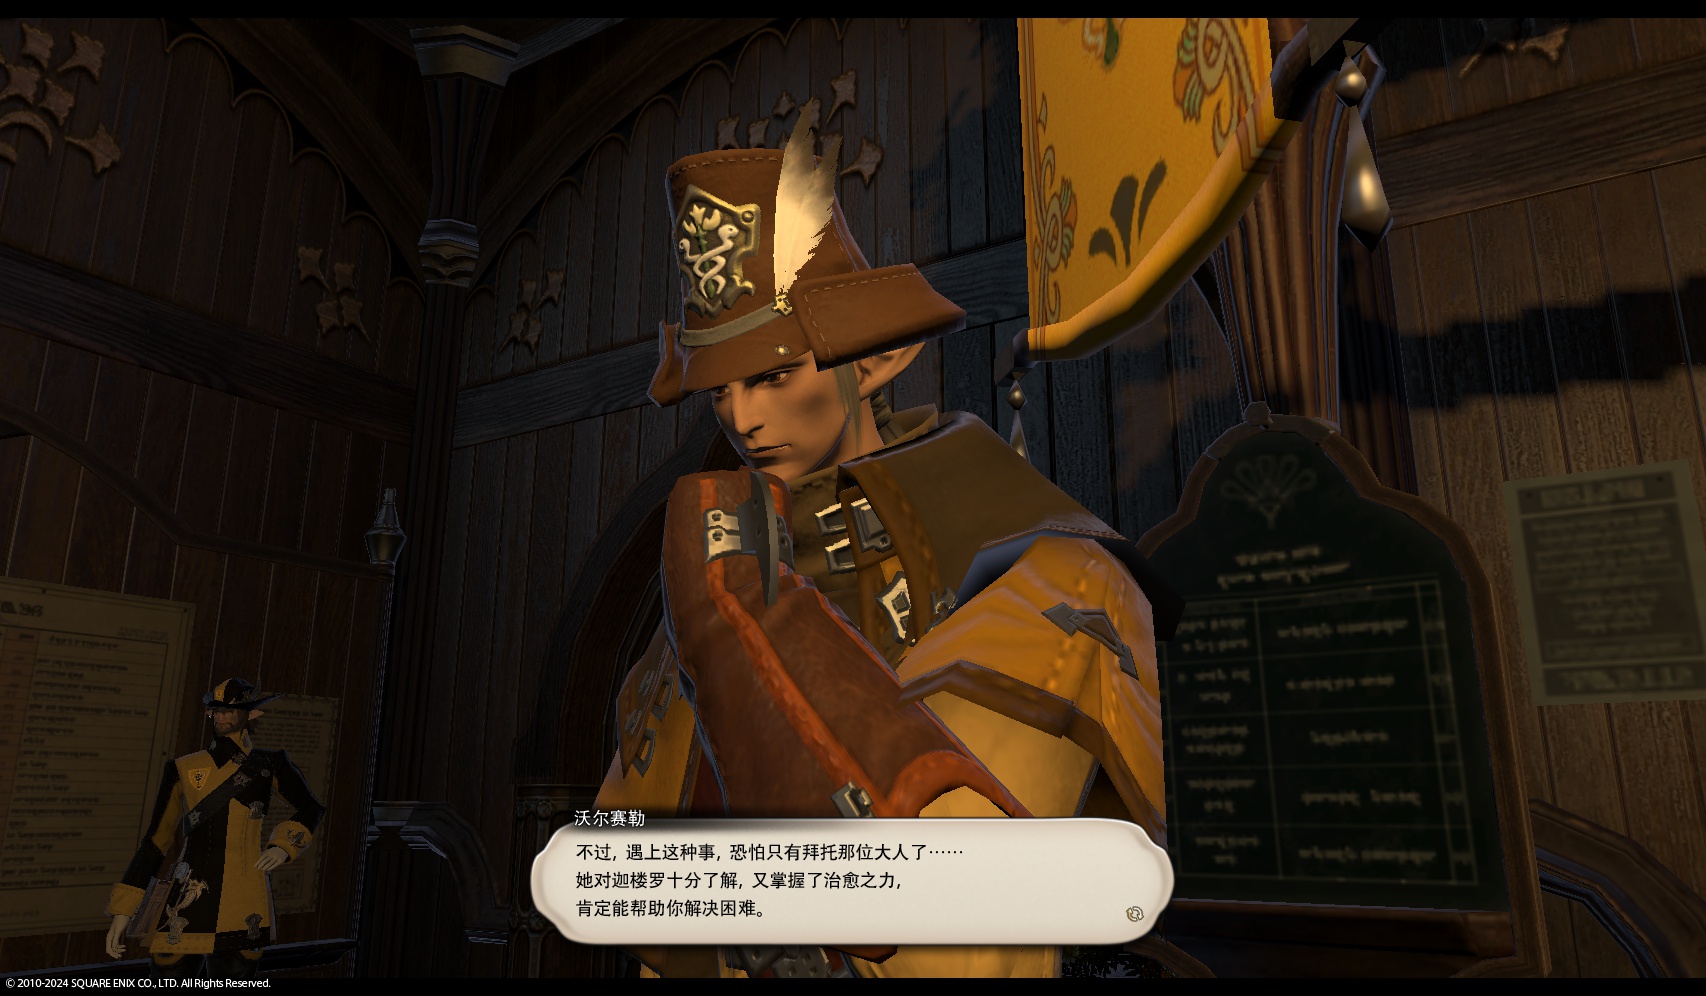 沃尔赛勒
不过，遇上这种事，恐怕只有拜托那位大人了……
她对迦楼罗十分了解，又掌握了治愈之力，
肯定能帮助你解决困难。
© 2010-2024 SQUARE ENIX CO., LTD. All Rights Reserved.